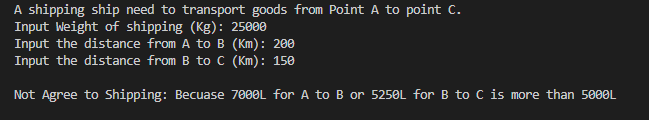 A shipping ship need to transport goods from Point A to point C.
Input Weight of shipping (Kg): 25000
Input the distance from A to B (Km): 200
Input the distance from B to C (Km): 150
Not Agree to Shipping: Becuase 7000L for A to B or 5250L for B to C is more than 5000L